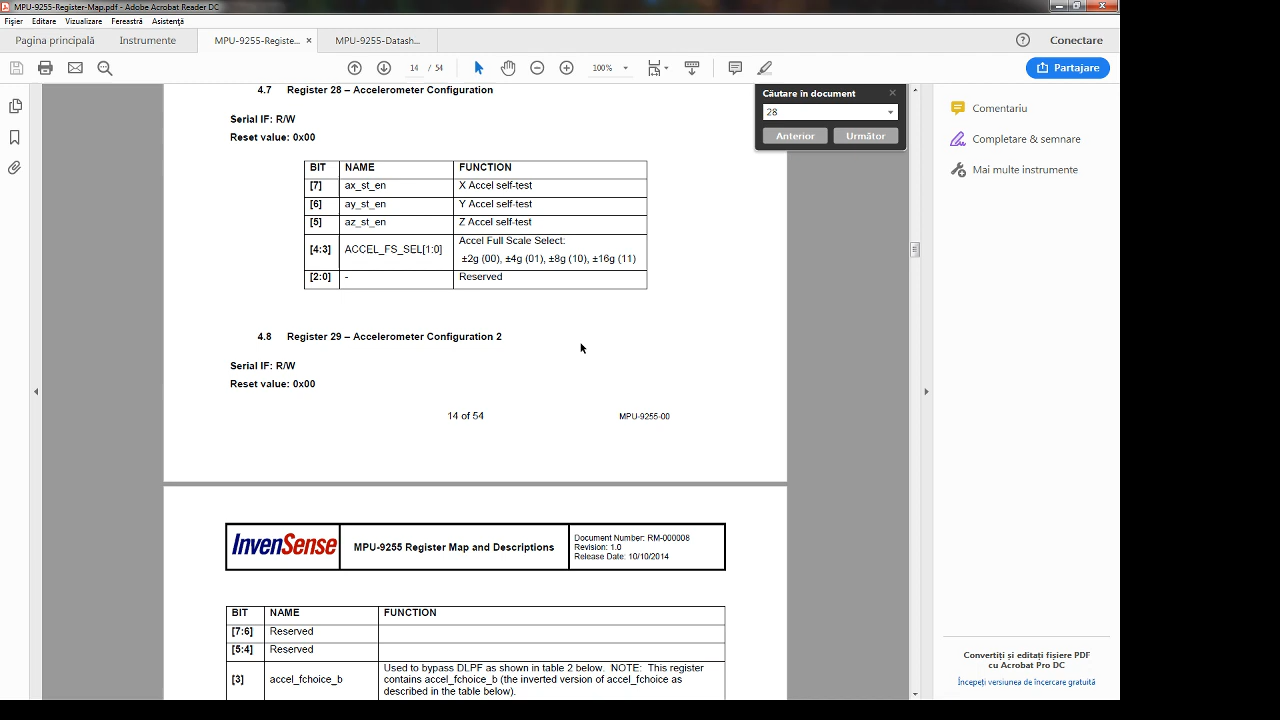 MPU-9255-Register-Map.pdf - Adobe Acrobat Reader DC
Fișier Editare Vizualizare Fereastră Asistență
Pagina principală Instrumente MPU-9255-Registe... × MPU-9255-Datash... Conectare
14 / 54 100% Partajare
4.7 Register 28 – Accelerometer Configuration
Serial IF: R/W
Reset value: 0x00
BIT NAME FUNCTION
[7] ax_st_en X Accel self-test
[6] ay_st_en Y Accel self-test
[5] az_st_en Z Accel self-test
[4:3] ACCEL_FS_SEL[1:0] Accel Full Scale Select:
±2g (00), ±4g (01), ±8g (10), ±16g (11)
[2:0] - Reserved
4.8 Register 29 – Accelerometer Configuration 2
Serial IF: R/W
Reset value: 0x00
14 of 54 MPU-9255-00
InvenSense MPU-9255 Register Map and Descriptions
Document Number: RM-000008
Revision: 1.0
Release Date: 10/10/2014
BIT NAME FUNCTION
[7:6] Reserved
[5:4] Reserved
[3] accel_fchoice_b Used to bypass DLPF as shown in table 2 below. NOTE: This register
contains accel_fchoice_b (the inverted version of accel_fchoice as
described in the table below).
Căutare în document
28
Anterior Următor
Comentariu
Completare & semnare
Mai multe instrumente
Convertiți și editați fișiere PDF
cu Acrobat Pro DC
Începeți versiunea de încercare gratuită